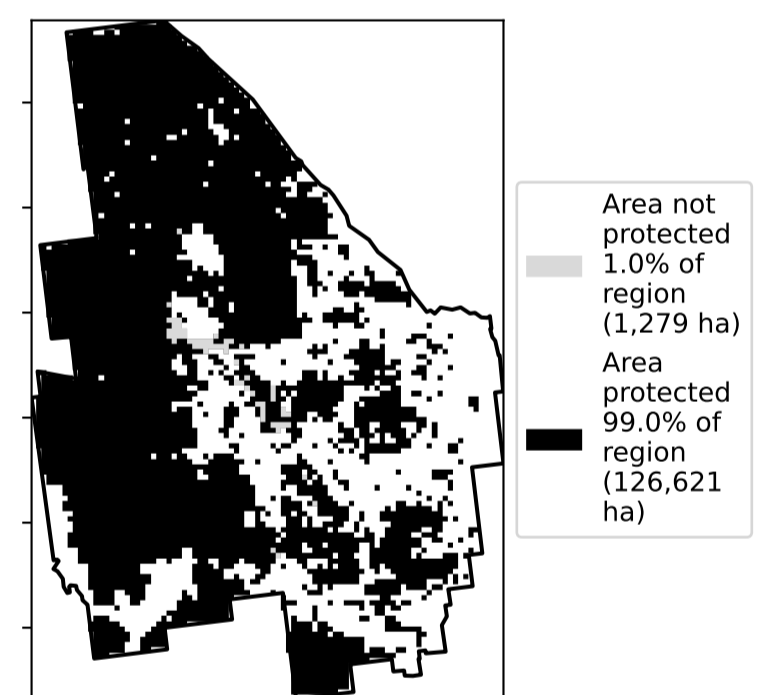 Area not
protected
1.0% of
region
(1,279 ha)
Area
protected
99.0% of
region
(126,621
ha)